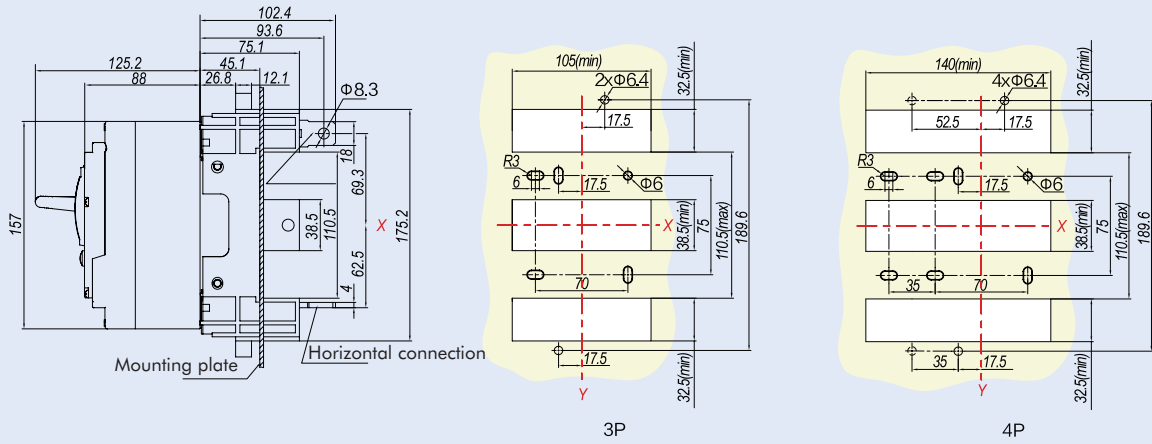 102.4
93.6
75.1
125.2
45.1
88
26.8
12.1
Φ8.3
18
69.3
157
38.5
110.5
X
175.2
62.5
4
Mounting plate
Horizontal connection
105(min)
32.5(min)
2xΦ6.4
17.5
R3
6
17.5
Φ6
X
38.5(min)
75
110.5(max)
189.6
70
17.5
32.5(min)
Y
3P
140(min)
32.5(min)
4xΦ6.4
52.5
17.5
R3
6
17.5
Φ6
X
38.5(min)
75
110.5(max)
189.6
35
70
35
17.5
32.5(min)
Y
4P